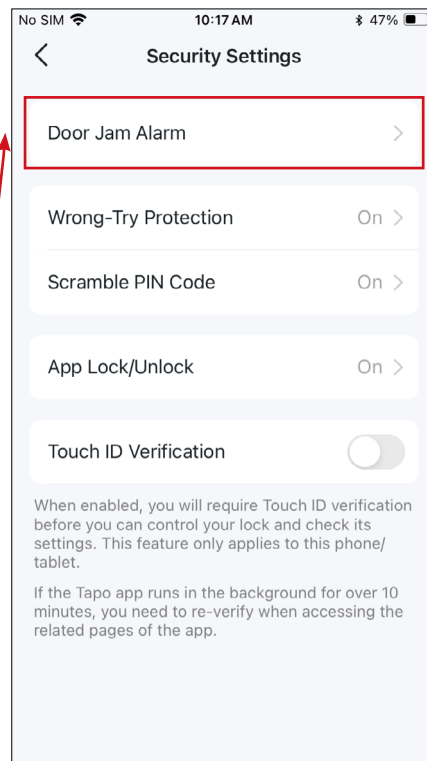 No SIM 10:17 AM 47%
Security Settings
Door Jam Alarm
Wrong-Try Protection On
Scramble PIN Code On
App Lock/Unlock On
Touch ID Verification
When enabled, you will require Touch ID verification
before you can control your lock and check its
settings. This feature only applies to this phone/
tablet.
If the Tapo app runs in the background for over 10
minutes, you need to re-verify when accessing the
related pages of the app.